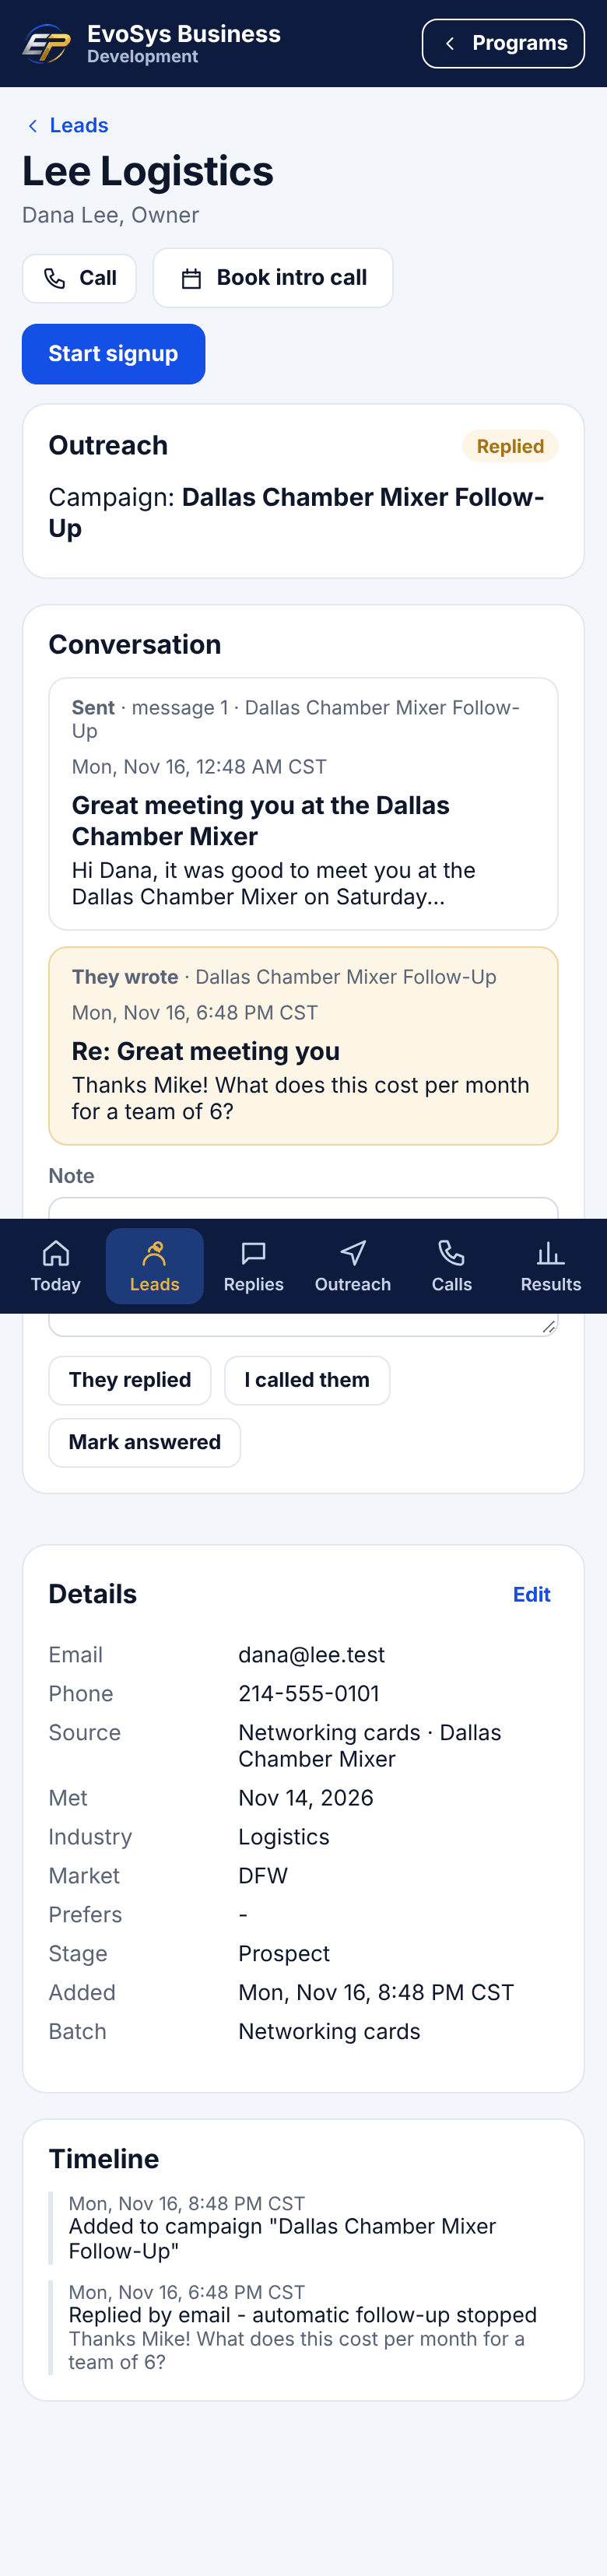 EP
EvoSys Business
Development
Programs
Leads
Lee Logistics
Dana Lee, Owner
Call
Book intro call
Start signup
Outreach
Replied
Campaign: Dallas Chamber Mixer Follow-
Up
Conversation
Sent · message 1 · Dallas Chamber Mixer Follow-
Up
Mon, Nov 16, 12:48 AM CST
Great meeting you at the Dallas
Chamber Mixer
Hi Dana, it was good to meet you at the
Dallas Chamber Mixer on Saturday...
They wrote · Dallas Chamber Mixer Follow-Up
Mon, Nov 16, 6:48 PM CST
Re: Great meeting you
Thanks Mike! What does this cost per month
for a team of 6?
Note
Today
Leads
Replies
Outreach
Calls
Results
They replied
I called them
Mark answered
Details
Edit
Email dana@lee.test
Phone 214-555-0101
Source Networking cards · Dallas
Chamber Mixer
Met Nov 14, 2026
Industry Logistics
Market DFW
Prefers -
Stage Prospect
Added Mon, Nov 16, 8:48 PM CST
Batch Networking cards
Timeline
Mon, Nov 16, 8:48 PM CST
Added to campaign "Dallas Chamber Mixer
Follow-Up"
Mon, Nov 16, 6:48 PM CST
Replied by email - automatic follow-up stopped
Thanks Mike! What does this cost per month for a
team of 6?